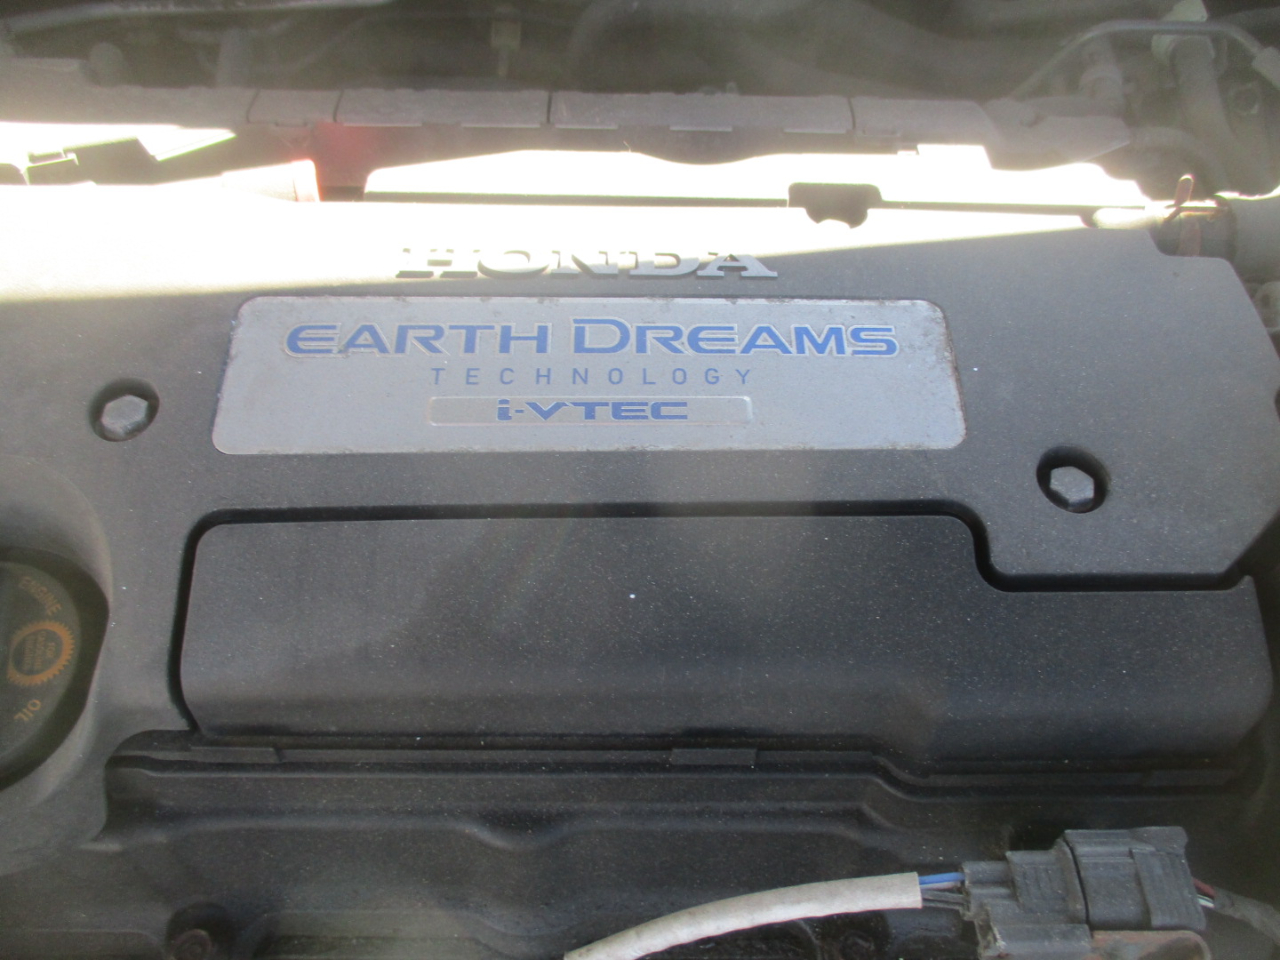 HONDA
EARTH DREAMS
TECHNOLOGY
i-VTEC
ENGINE
OIL